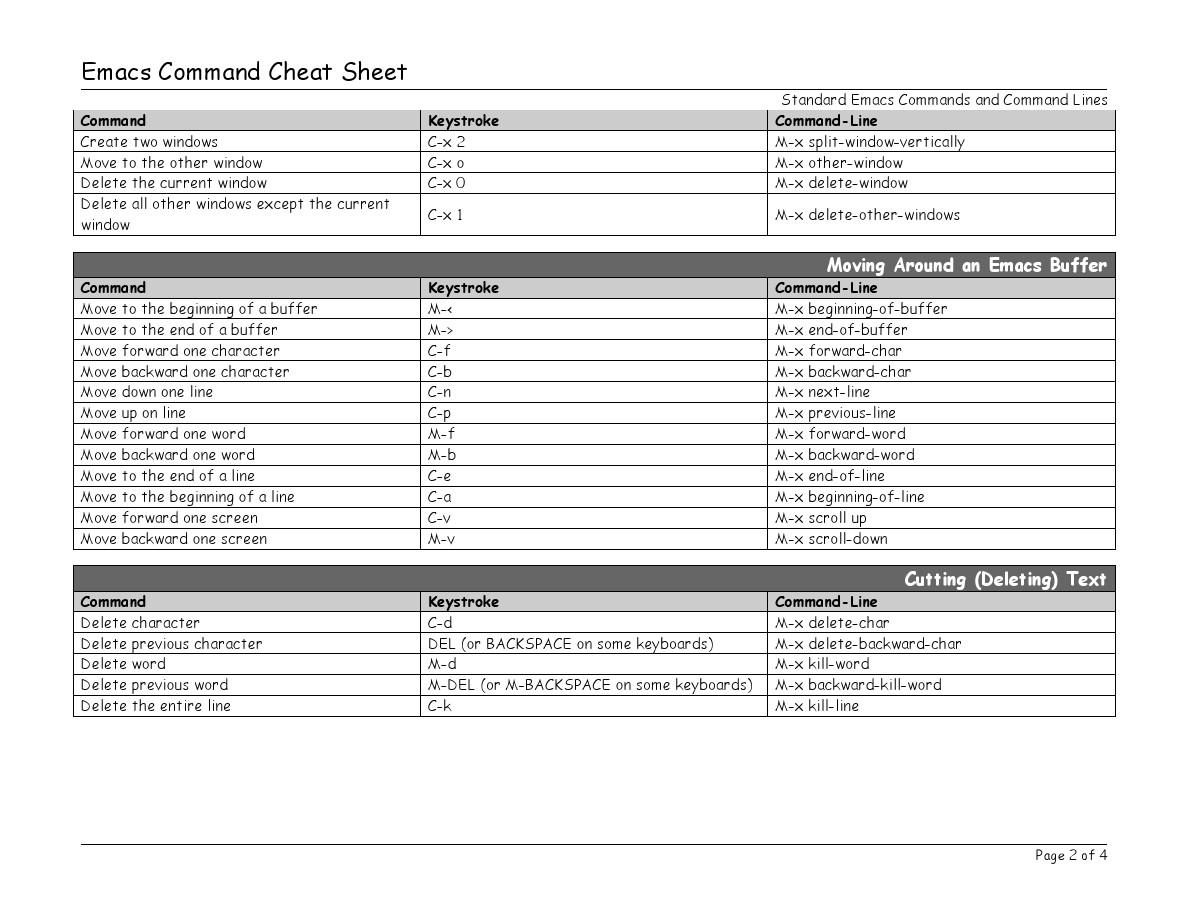 Emacs Command Cheat Sheet
Standard Emacs Commands and Command Lines
Command Keystroke Command-Line
Create two windows C-x 2 M-x split-window-vertically
Move to the other window C-x o M-x other-window
Delete the current window C-x 0 M-x delete-window
Delete all other windows except the current
window C-x 1 M-x delete-other-windows
Moving Around an Emacs Buffer
Command Keystroke Command-Line
Move to the beginning of a buffer M-< M-x beginning-of-buffer
Move to the end of a buffer M-> M-x end-of-buffer
Move forward one character C-f M-x forward-char
Move backward one character C-b M-x backward-char
Move down one line C-n M-x next-line
Move up on line C-p M-x previous-line
Move forward one word M-f M-x forward-word
Move backward one word M-b M-x backward-word
Move to the end of a line C-e M-x end-of-line
Move to the beginning of a line C-a M-x beginning-of-line
Move forward one screen C-v M-x scroll up
Move backward one screen M-v M-x scroll-down
Cutting (Deleting) Text
Command Keystroke Command-Line
Delete character C-d M-x delete-char
Delete previous character DEL (or BACKSPACE on some keyboards) M-x delete-backward-char
Delete word M-d M-x kill-word
Delete previous word M-DEL (or M-BACKSPACE on some keyboards) M-x backward-kill-word
Delete the entire line C-k M-x kill-line
Page 2 of 4